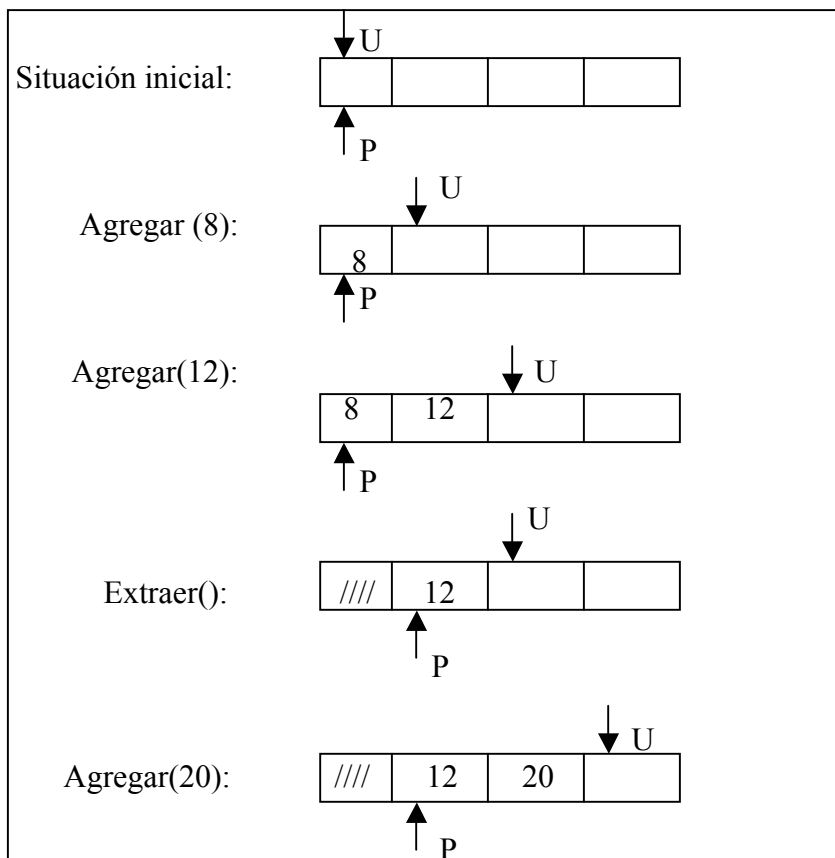 U
Situación inicial:
P
U
Agregar (8):
8
P
U
Agregar(12):
8 12
P
U
Extraer():
//// 12
P
U
Agregar(20):
//// 12 20
P